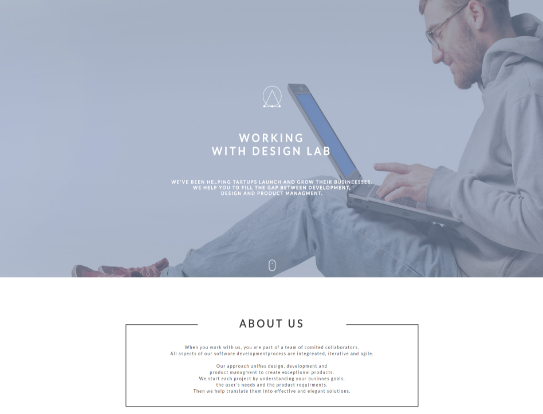 WORKING
WITH DESIGN LAB
WE'VE BEEN HELPING TARTUPS LAUNCH AND GROW THEIR BUSINESSES.
WE HELP YOU TO FILL THE GAP BETWEEN DEVELOPMENT,
DESIGN AND PRODUCT MANAGMENT.
ABOUT US
When you work with us, you are part of a team of comited collaborators.
All aspects of our software developmentprocess are integreated, iterative and agile.
Our approach unifies design, development and
product managment to create exceptional products.
We start each project by understanding your business goals,
the user's needs and the product requirments.
Then we help translate them into effective and elegant solutions.